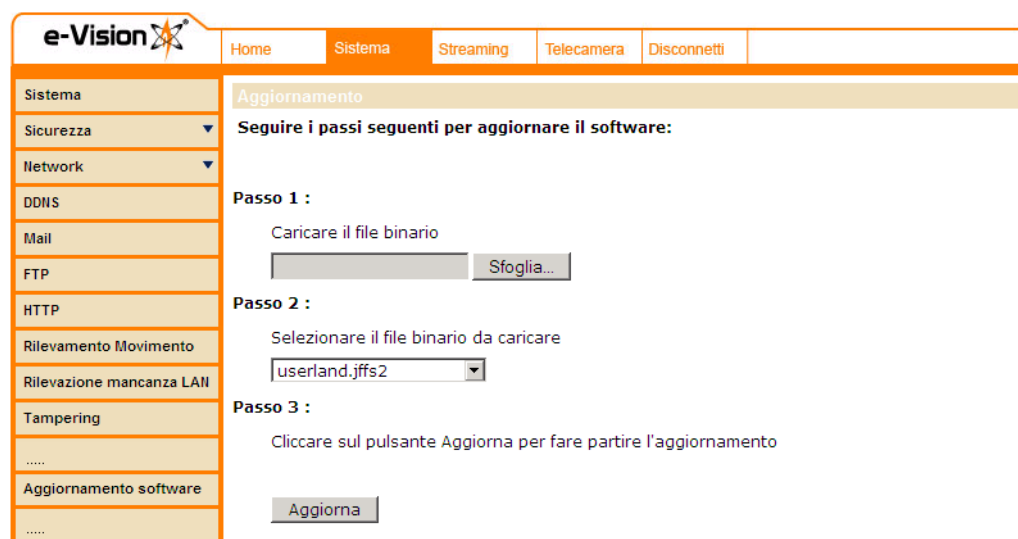 e-Vision
Home Sistema Streaming Telecamera Disconnetti
Sistema
Sicurezza
Network
DDNS
Mail
FTP
HTTP
Rilevamento Movimento
Rilevazione mancanza LAN
Tampering
.....
Aggiornamento software
.....
Aggiornamento
Seguire i passi seguenti per aggiornare il software:
Passo 1 :
Caricare il file binario
Sfoglia...
Passo 2 :
Selezionare il file binario da caricare
userland.jffs2
Passo 3 :
Cliccare sul pulsante Aggiorna per fare partire l'aggiornamento
Aggiorna